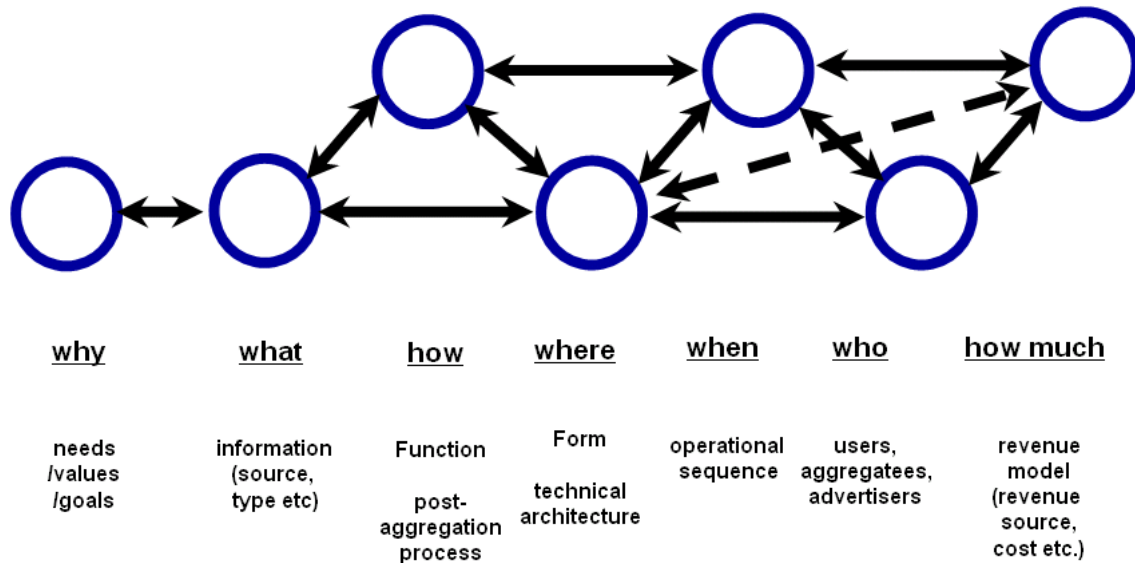 why
what
how
where
when
who
how much
needs
/values
/goals
information
(source,
type etc)
Function
post-
aggregation
process
Form
technical
architecture
operational
sequence
users,
aggregatees,
advertisers
revenue
model
(revenue
source,
cost etc.)